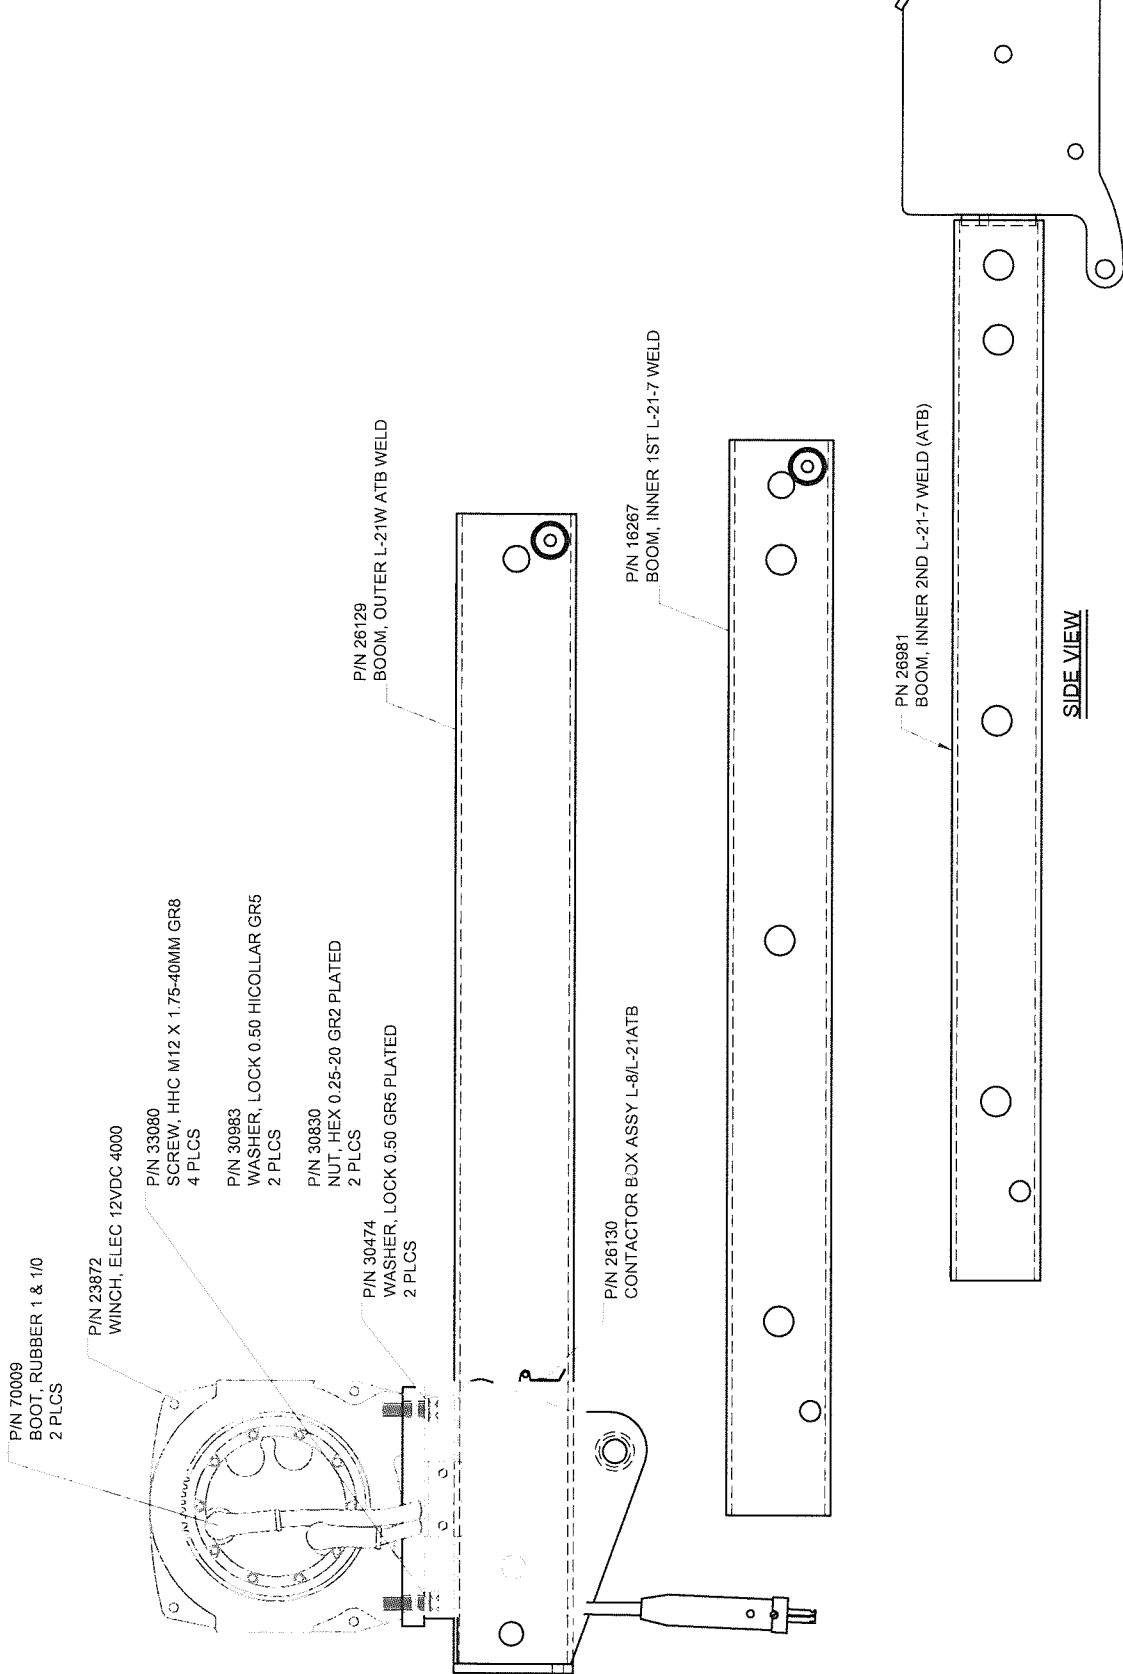 P/N 70009
BOOT, RUBBER 1 & 1/0
2 PLCS
P/N 23872
WINCH, ELEC 12VDC 4000
P/N 33080
SCREW, HHC M12 X 1.75-40MM GR8
4 PLCS
P/N 30983
WASHER, LOCK 0.50 HICOLLAR GR5
2 PLCS
P/N 30830
NUT, HEX 0.25-20 GR2 PLATED
2 PLCS
P/N 30474
WASHER, LOCK 0.50 GR5 PLATED
2 PLCS
P/N 26129
BOOM, OUTER L-21W ATB WELD
P/N 26130
CONTACTOR BOX ASSY L-8/L-21ATB
P/N 16267
BOOM, INNER 1ST L-21-7 WELD
PN 26981
BOOM, INNER 2ND L-21-7 WELD (ATB)
SIDE VIEW